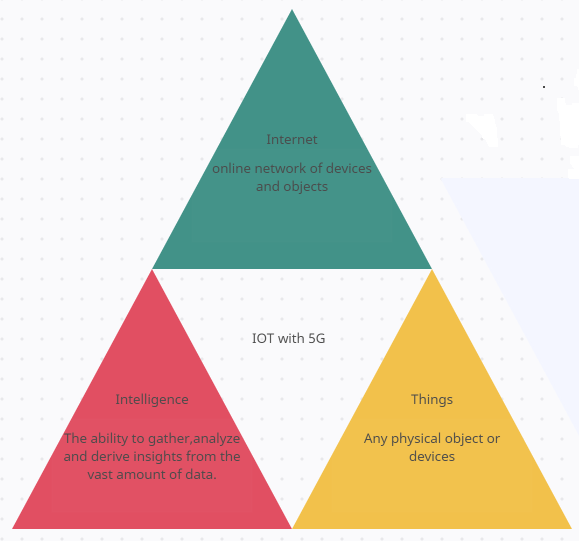 Internet
online network of devices
and objects
IOT with 5G
Intelligence
The ability to gather,analyze
and derive insights from the
vast amount of data.
Things
Any physical object or
devices